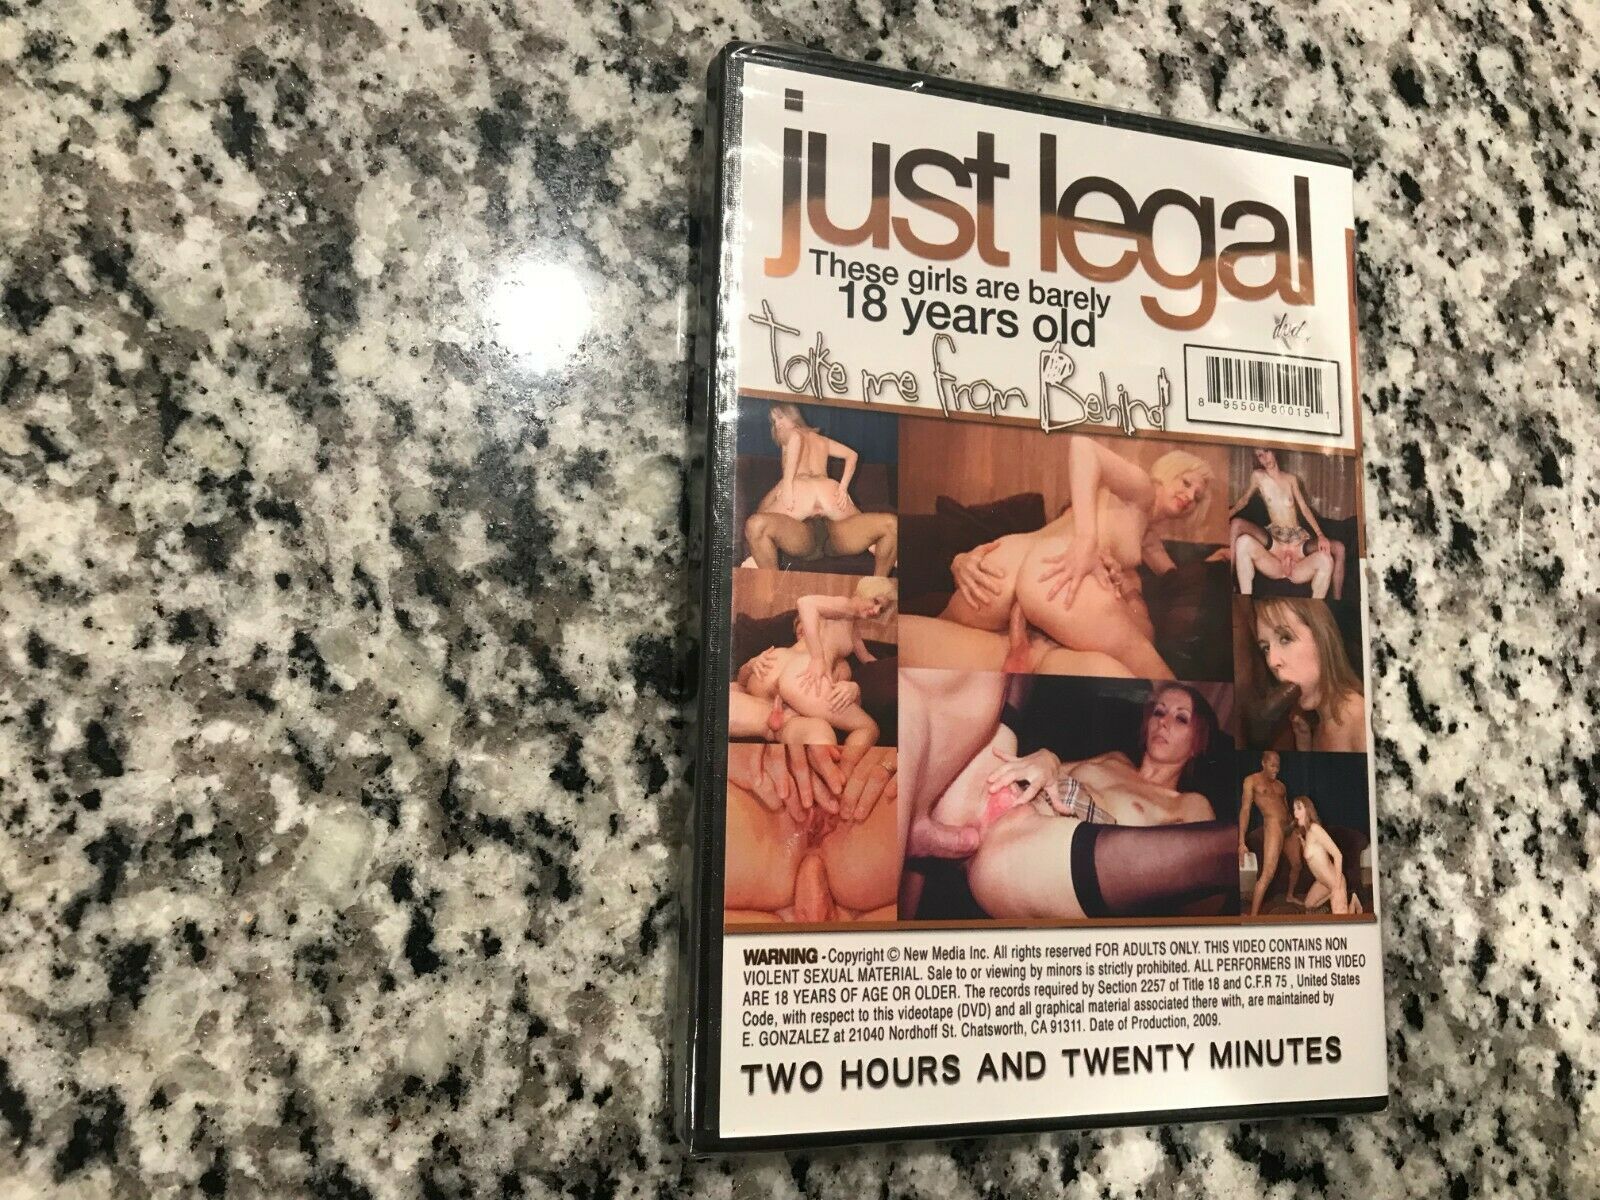 just legal
These girls are barely
18 years old
Take me From Behind
dvd
8 95506 80015 1
WARNING - Copyright © New Media Inc. All rights reserved FOR ADULTS ONLY. THIS VIDEO CONTAINS NON
VIOLENT SEXUAL MATERIAL. Sale to or viewing by minors is strictly prohibited. ALL PERFORMERS IN THIS VIDEO
ARE 18 YEARS OF AGE OR OLDER. The records required by Section 2257 of Title 18 and C.F.R 75 , United States
Code, with respect to this videotape (DVD) and all graphical material associated there with, are maintained by
E. GONZALEZ at 21040 Nordhoff St. Chatsworth, CA 91311. Date of Production, 2009.
TWO HOURS AND TWENTY MINUTES